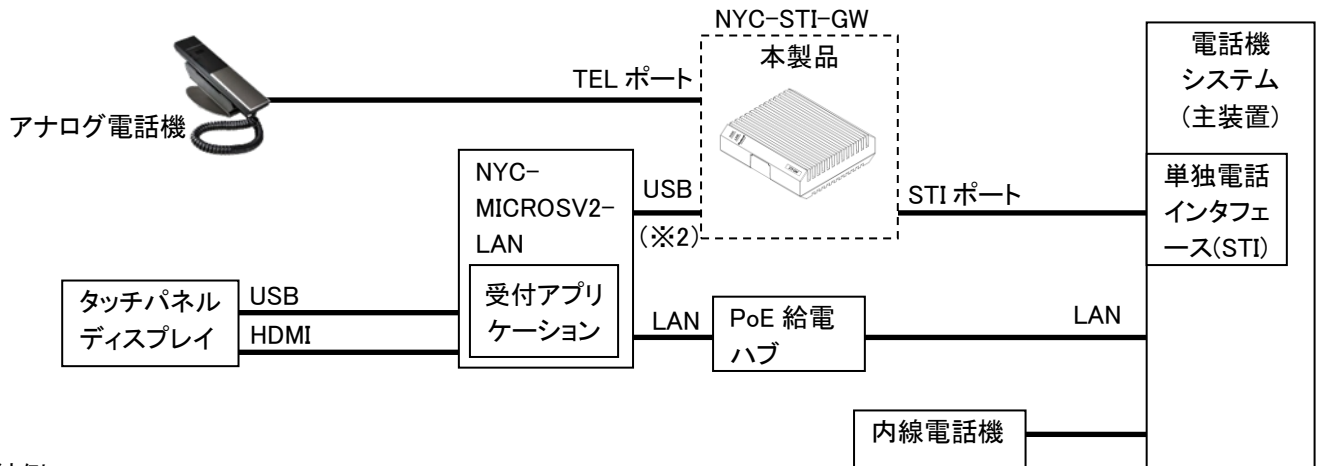 NYC-STI-GW
本製品
電話機
システム
(主装置)
TEL ポート
アナログ電話機
NYC-
MICROSV2-
LAN
USB
(※2)
STI ポート
単独電話
インタフェ
ース(STI)
タッチパネル
ディスプレイ
USB
HDMI
受付アプリ
ケーション
LAN
PoE 給電
ハブ
LAN
内線電話機